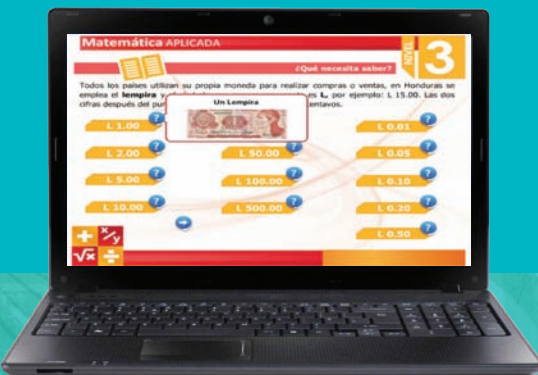 Matemática APLICADA
¿Qué necesita saber?
NIVEL
3
Todos los países utilizan su propia moneda para realizar compras o ventas, en Honduras se
emplea el lempira y es L, por ejemplo: L 15.00. Las dos
cifras después del centavos.
Un Lempira
L 1.00 ?
L 0.01 ?
L 2.00 ?
L 50.00 ?
L 0.05 ?
L 5.00 ?
L 100.00 ?
L 0.10 ?
L 10.00 ?
L 500.00 ?
L 0.20 ?
L 0.50 ?
+ x/y
√x ÷